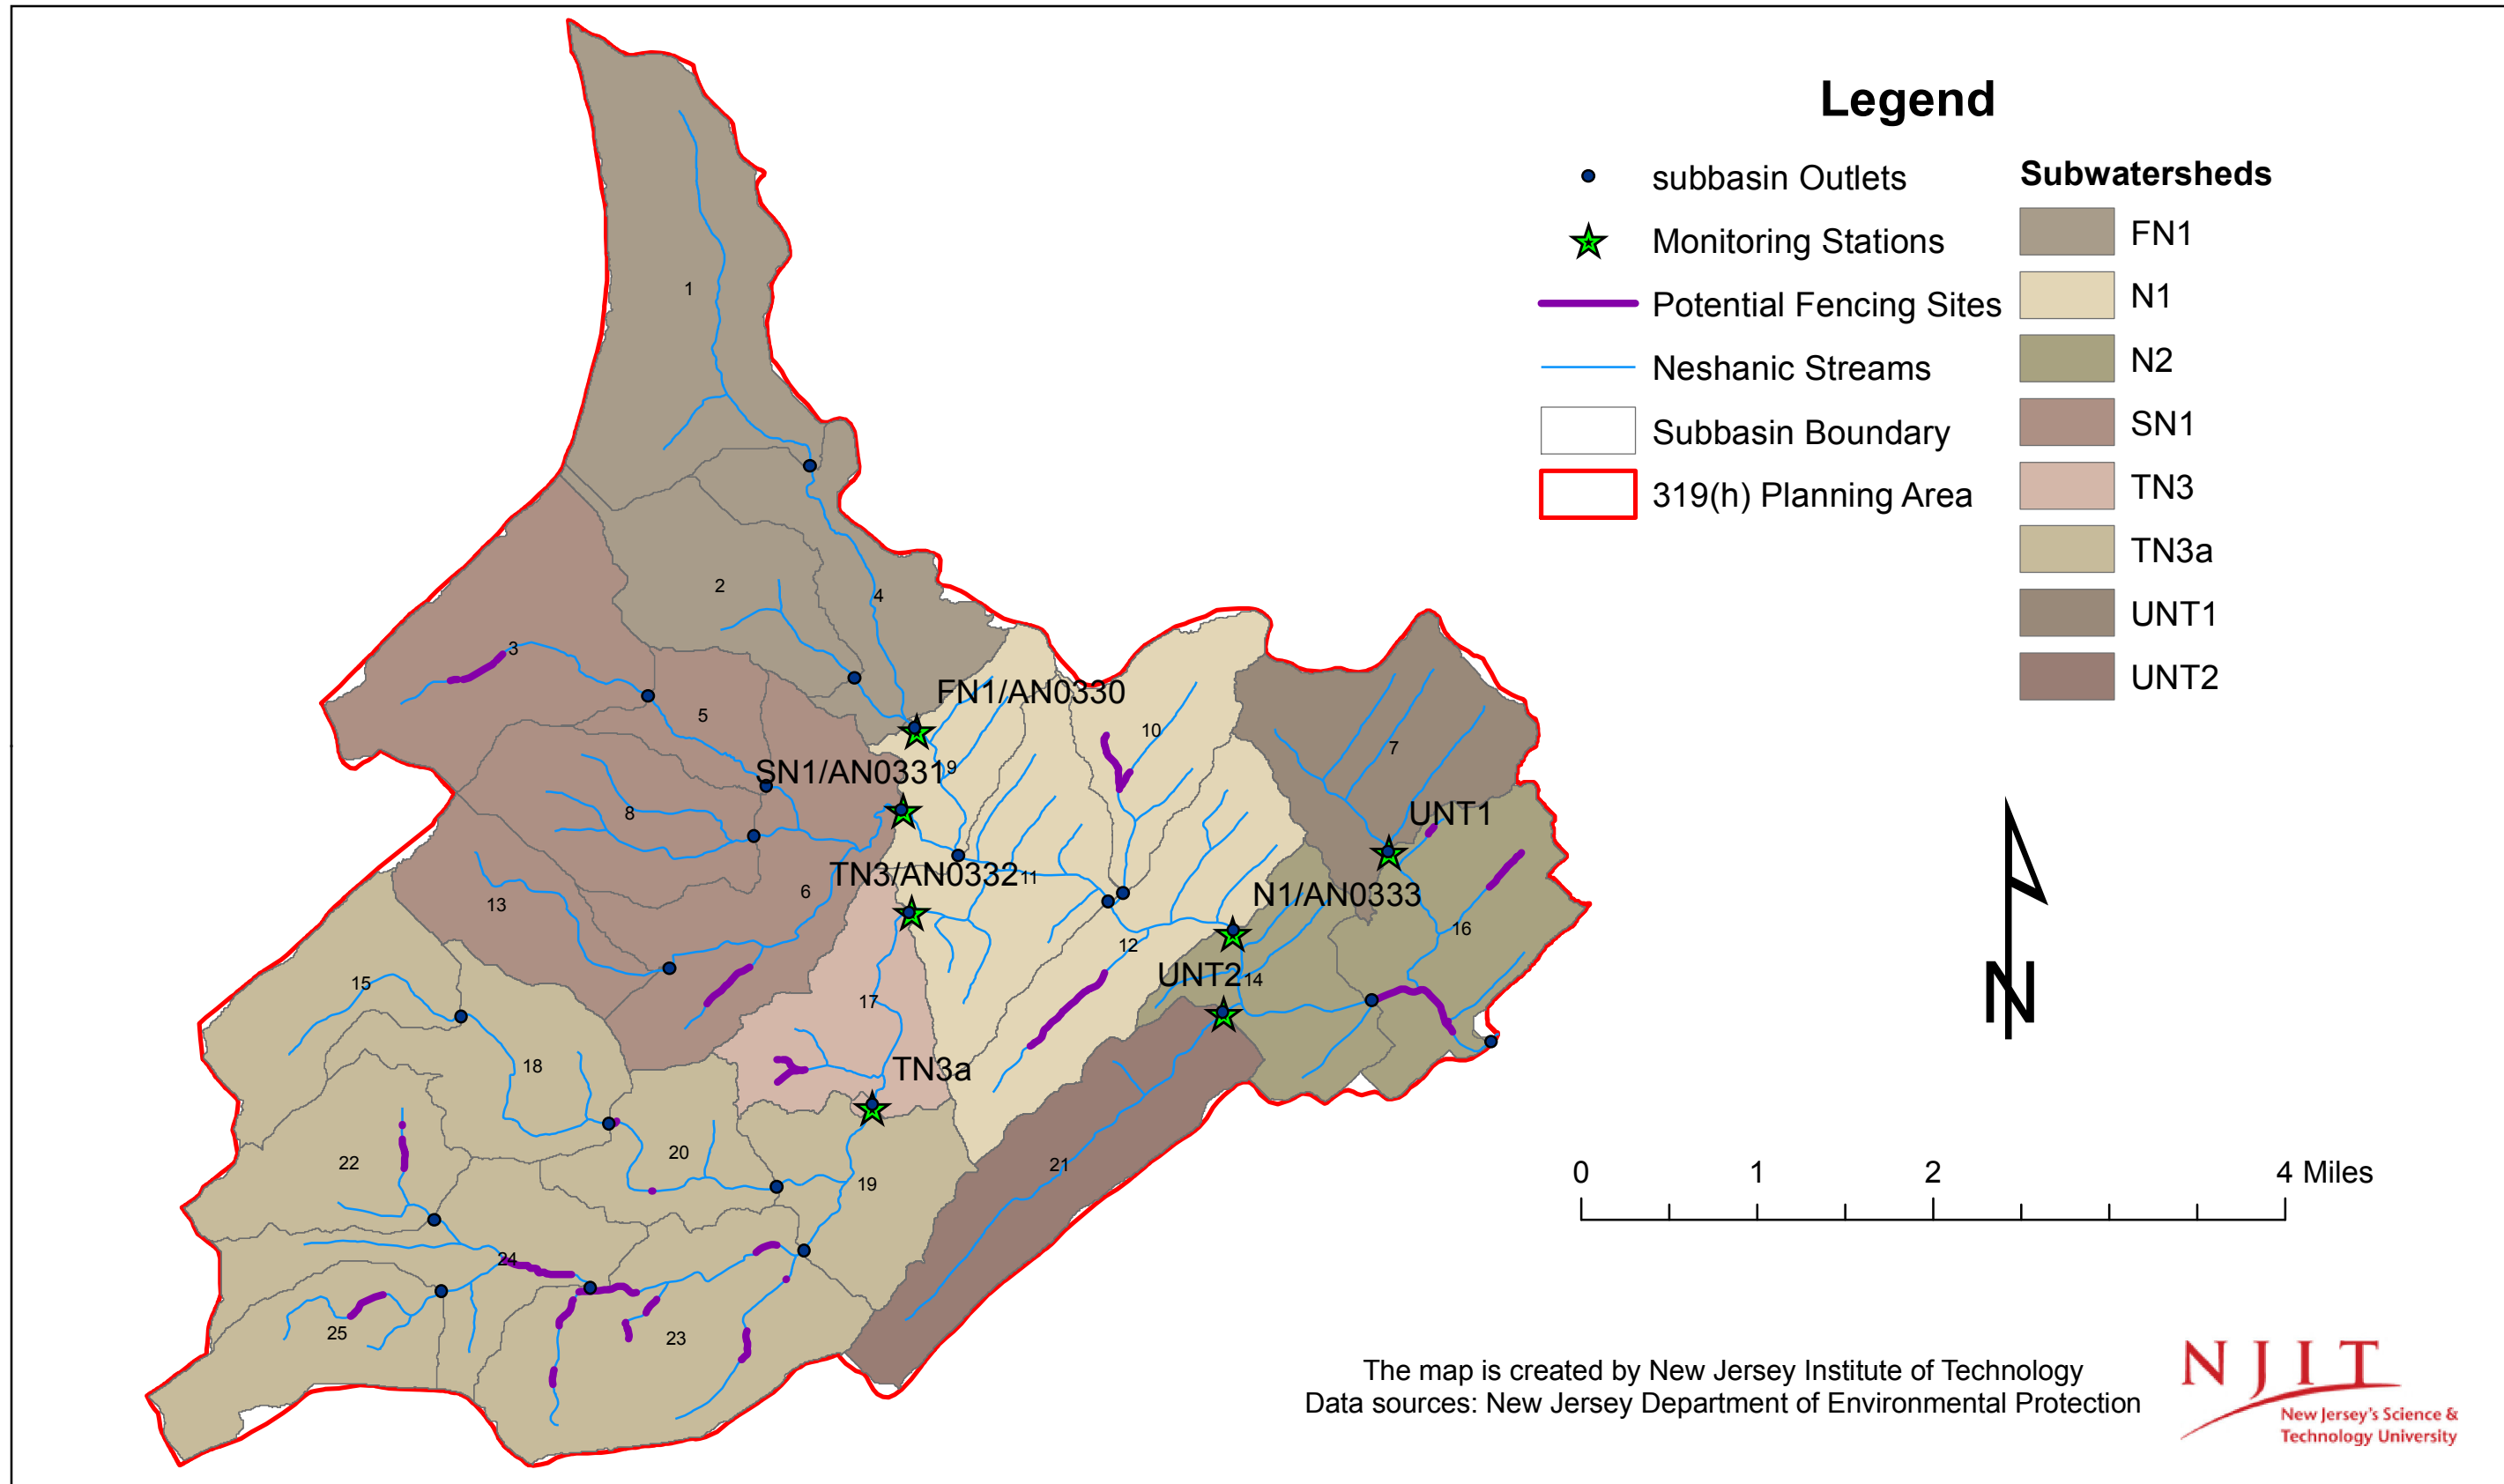 Legend
subbasin Outlets
Monitoring Stations
Potential Fencing Sites
Neshanic Streams
Subbasin Boundary
319(h) Planning Area
Subwatersheds
FN1
N1
N2
SN1
TN3
TN3a
UNT1
UNT2
1
2
4
3
5
FN1/AN0330
10
7
SN1/AN0331
9
8
UNT1
TN3/AN0332
11
6
13
N1/AN0333
16
12
UNT2
14
15
17
18
TN3a
20
22
21
19
24
25
23
N
0
1
2
4 Miles
The map is created by New Jersey Institute of Technology
Data sources: New Jersey Department of Environmental Protection
NJIT
New Jersey's Science &
Technology University